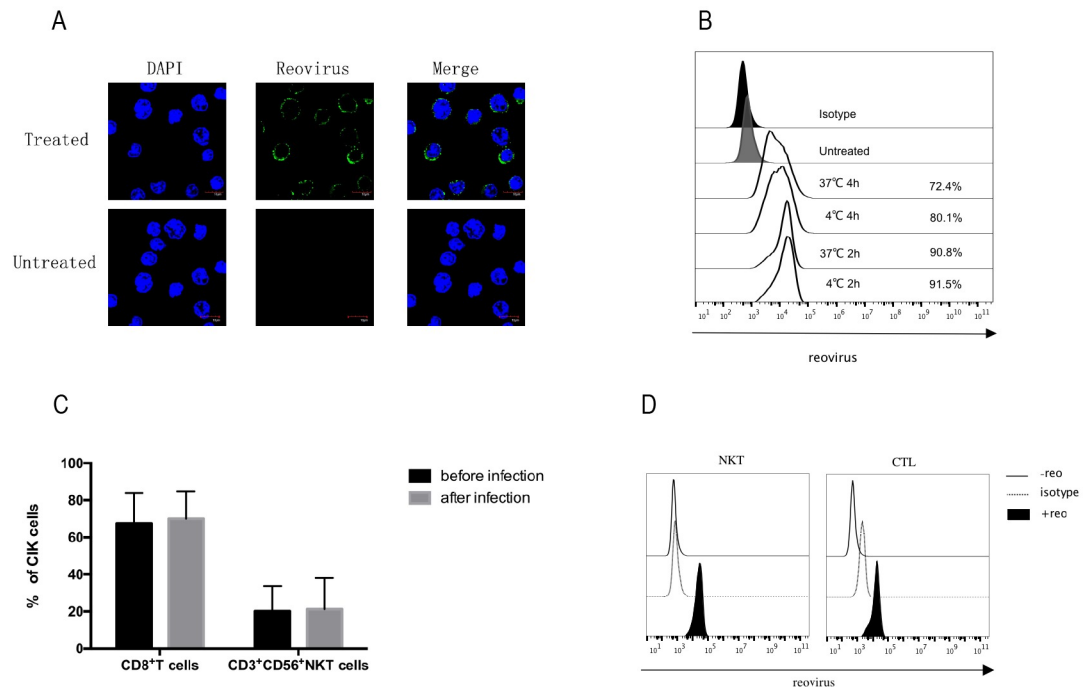 A
DAPI Reovirus Merge
Treated
Untreated
B
Isotype
Untreated
37℃ 4h 72.4%
4℃ 4h 80.1%
37℃ 2h 90.8%
4℃ 2h 91.5%
10¹ 10² 10³ 10⁴ 10⁵ 10⁶ 10⁷ 10⁸ 10⁹ 10¹⁰ 10¹¹
reovirus
C
100
80
60
40
20
0
% of CIK cells
CD8⁺T cells CD3⁺CD56⁺NKT cells
before infection
after infection
D
NKT CTL
-reo
isotype
+reo
10¹ 10³ 10⁵ 10⁷ 10⁹ 10¹¹ 10¹ 10³ 10⁵ 10⁷ 10⁹ 10¹¹
reovirus